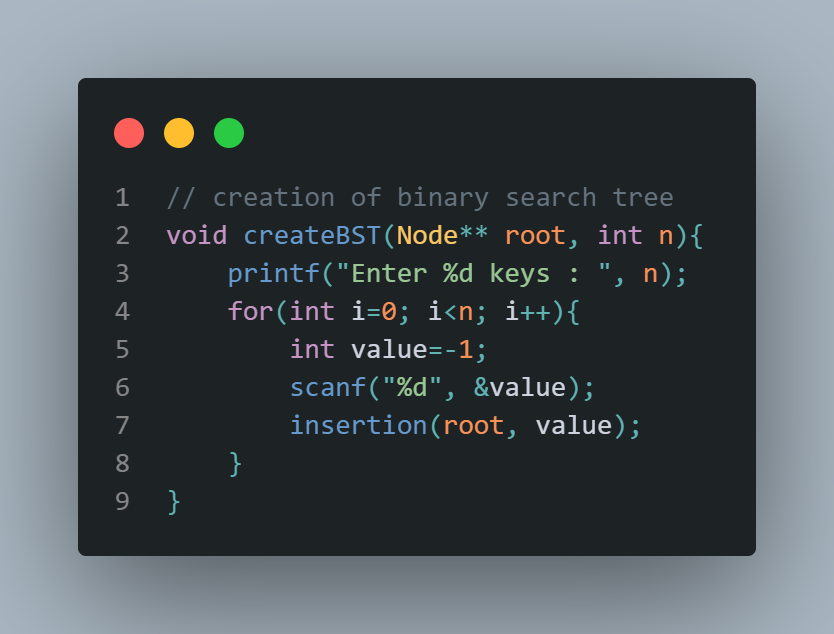 1 // creation of binary search tree
2 void createBST(Node** root, int n){
3     printf("Enter %d keys : ", n);
4     for(int i=0; i<n; i++){
5         int value=-1;
6         scanf("%d", &value);
7         insertion(root, value);
8     }
9 }